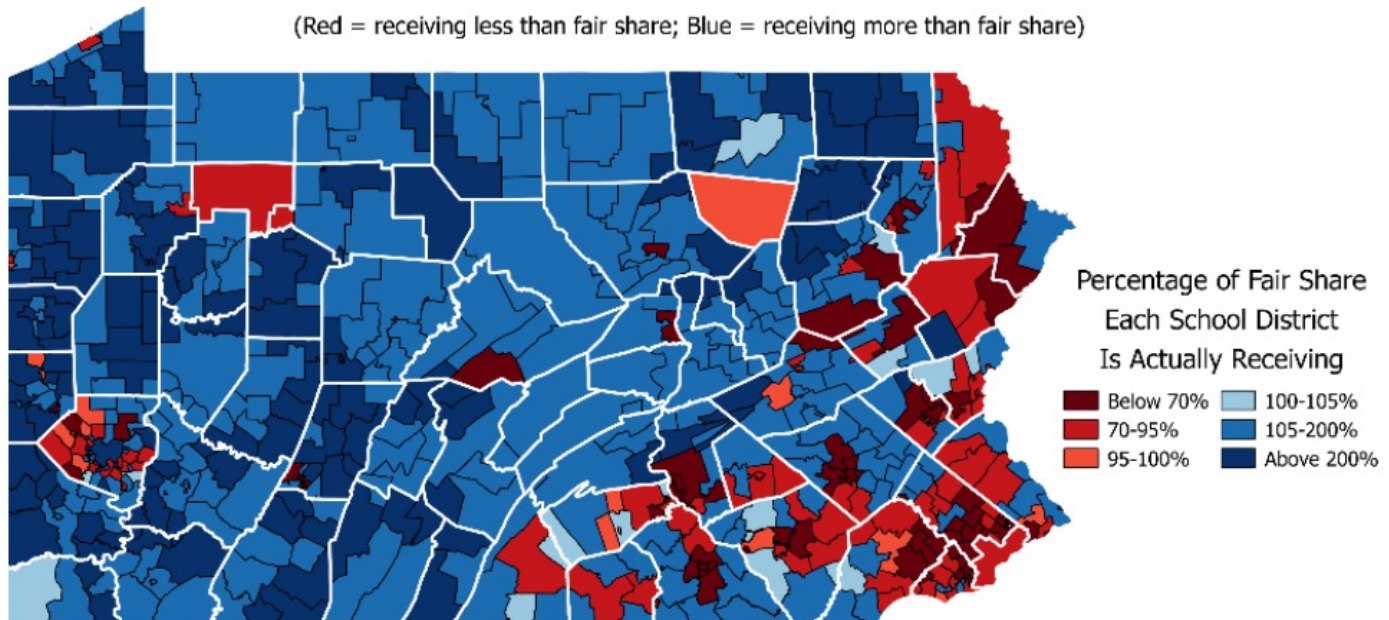 (Red = receiving less than fair share; Blue = receiving more than fair share)
Percentage of Fair Share
Each School District
Is Actually Receiving
Below 70%
70-95%
95-100%
100-105%
105-200%
Above 200%